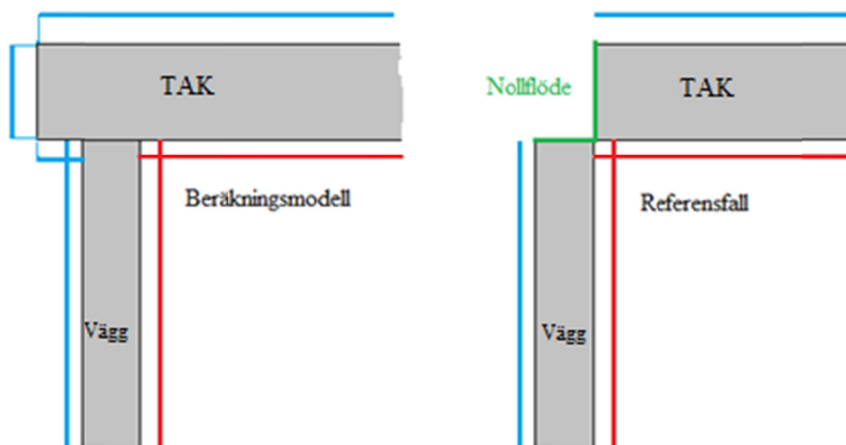 TAK
Nollflöde
TAK
Beräkningsmodell
Referensfall
Vägg
Vägg